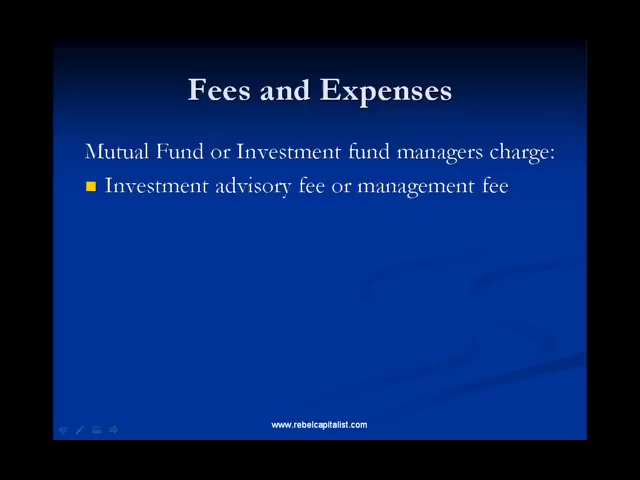 Fees and Expenses
Mutual Fund or Investment fund managers charge:
Investment advisory fee or management fee
www.rebelcapitalist.com